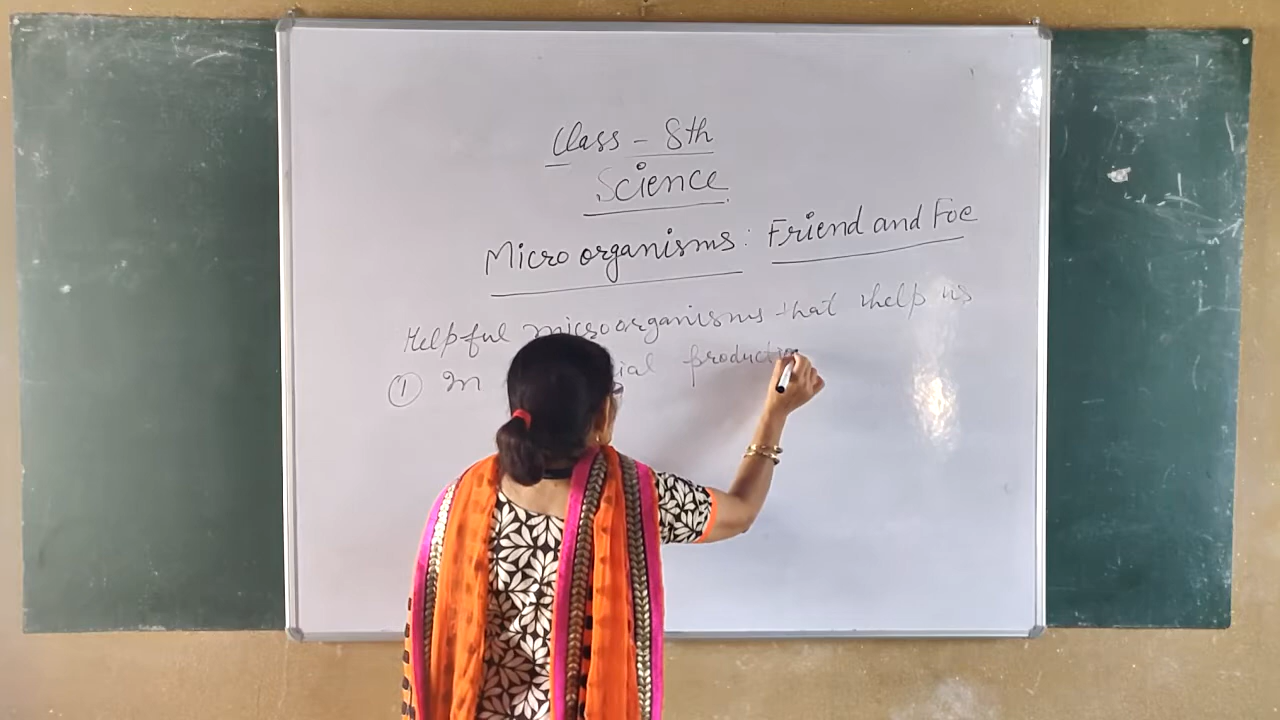 Class - 8th
Science
Micro organisms: Friend and Foe
Helpful microorganisms that help us
① In production